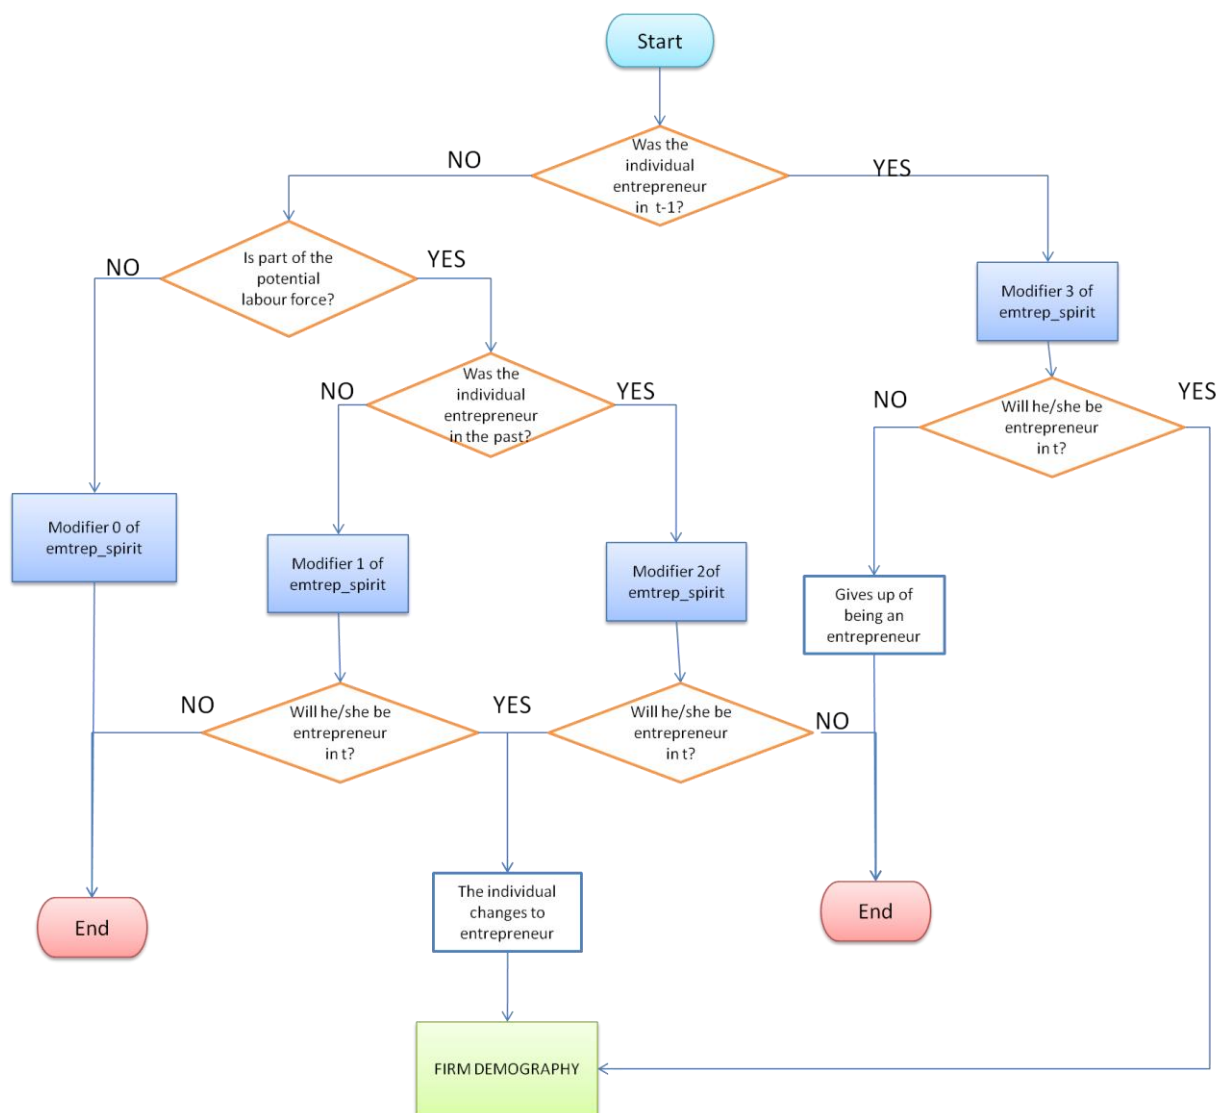 Start
Was the
individual
entrepreneur
in t-1?
NO
YES
Is part of the
potential
labour force?
NO
YES
Modifier 3 of
emtrep_spirit
Was the
individual
entrepreneur
in the past?
NO
YES
Will he/she be
entrepreneur
in t?
NO
YES
Modifier 0 of
emtrep_spirit
Modifier 1 of
emtrep_spirit
Modifier 2of
emtrep_spirit
Gives up of
being an
entrepreneur
NO
Will he/she be
entrepreneur
in t?
YES
Will he/she be
entrepreneur
in t?
NO
End
The individual
changes to
entrepreneur
End
FIRM DEMOGRAPHY